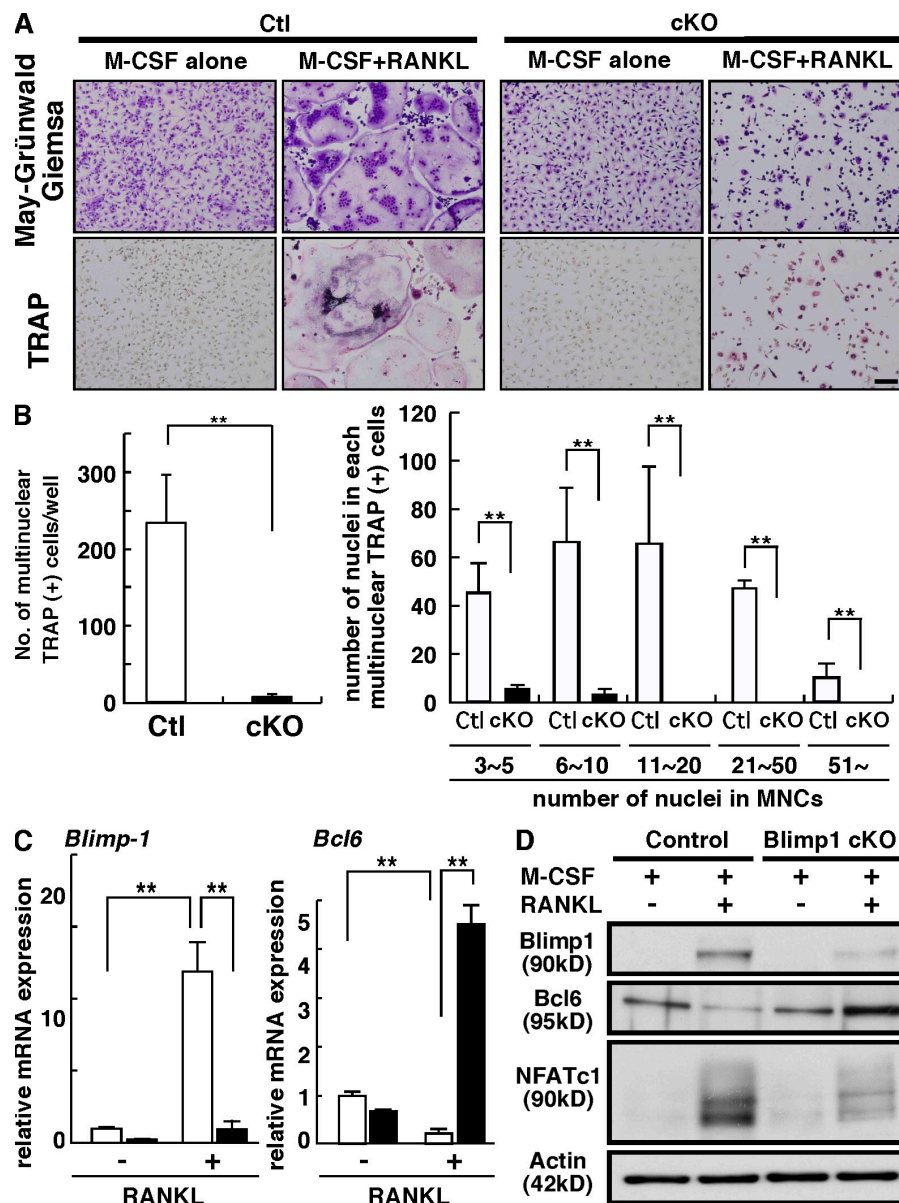 A
Ctl cKO
M-CSF alone M-CSF+RANKL M-CSF alone M-CSF+RANKL
May-Grünwald
Giemsa
TRAP
B
No. of multinuclear
TRAP (+) cells/well
300
200
100
0
Ctl cKO
**
number of nuclei in each
multinuclear TRAP (+) cells
120
100
80
60
40
20
0
** ** ** ** **
Ctl cKO Ctl cKO Ctl cKO Ctl cKO Ctl cKO
3~5 6~10 11~20 21~50 51~
number of nuclei in MNCs
C
Blimp-1
relative mRNA expression
20
10
0
** **
- +
RANKL
Bcl6
relative mRNA expression
5
4
3
2
1
0
** **
- +
RANKL
D
Control Blimp1 cKO
M-CSF + + + +
RANKL - + - +
Blimp1
(90kD)
Bcl6
(95kD)
NFATc1
(90kD)
Actin
(42kD)